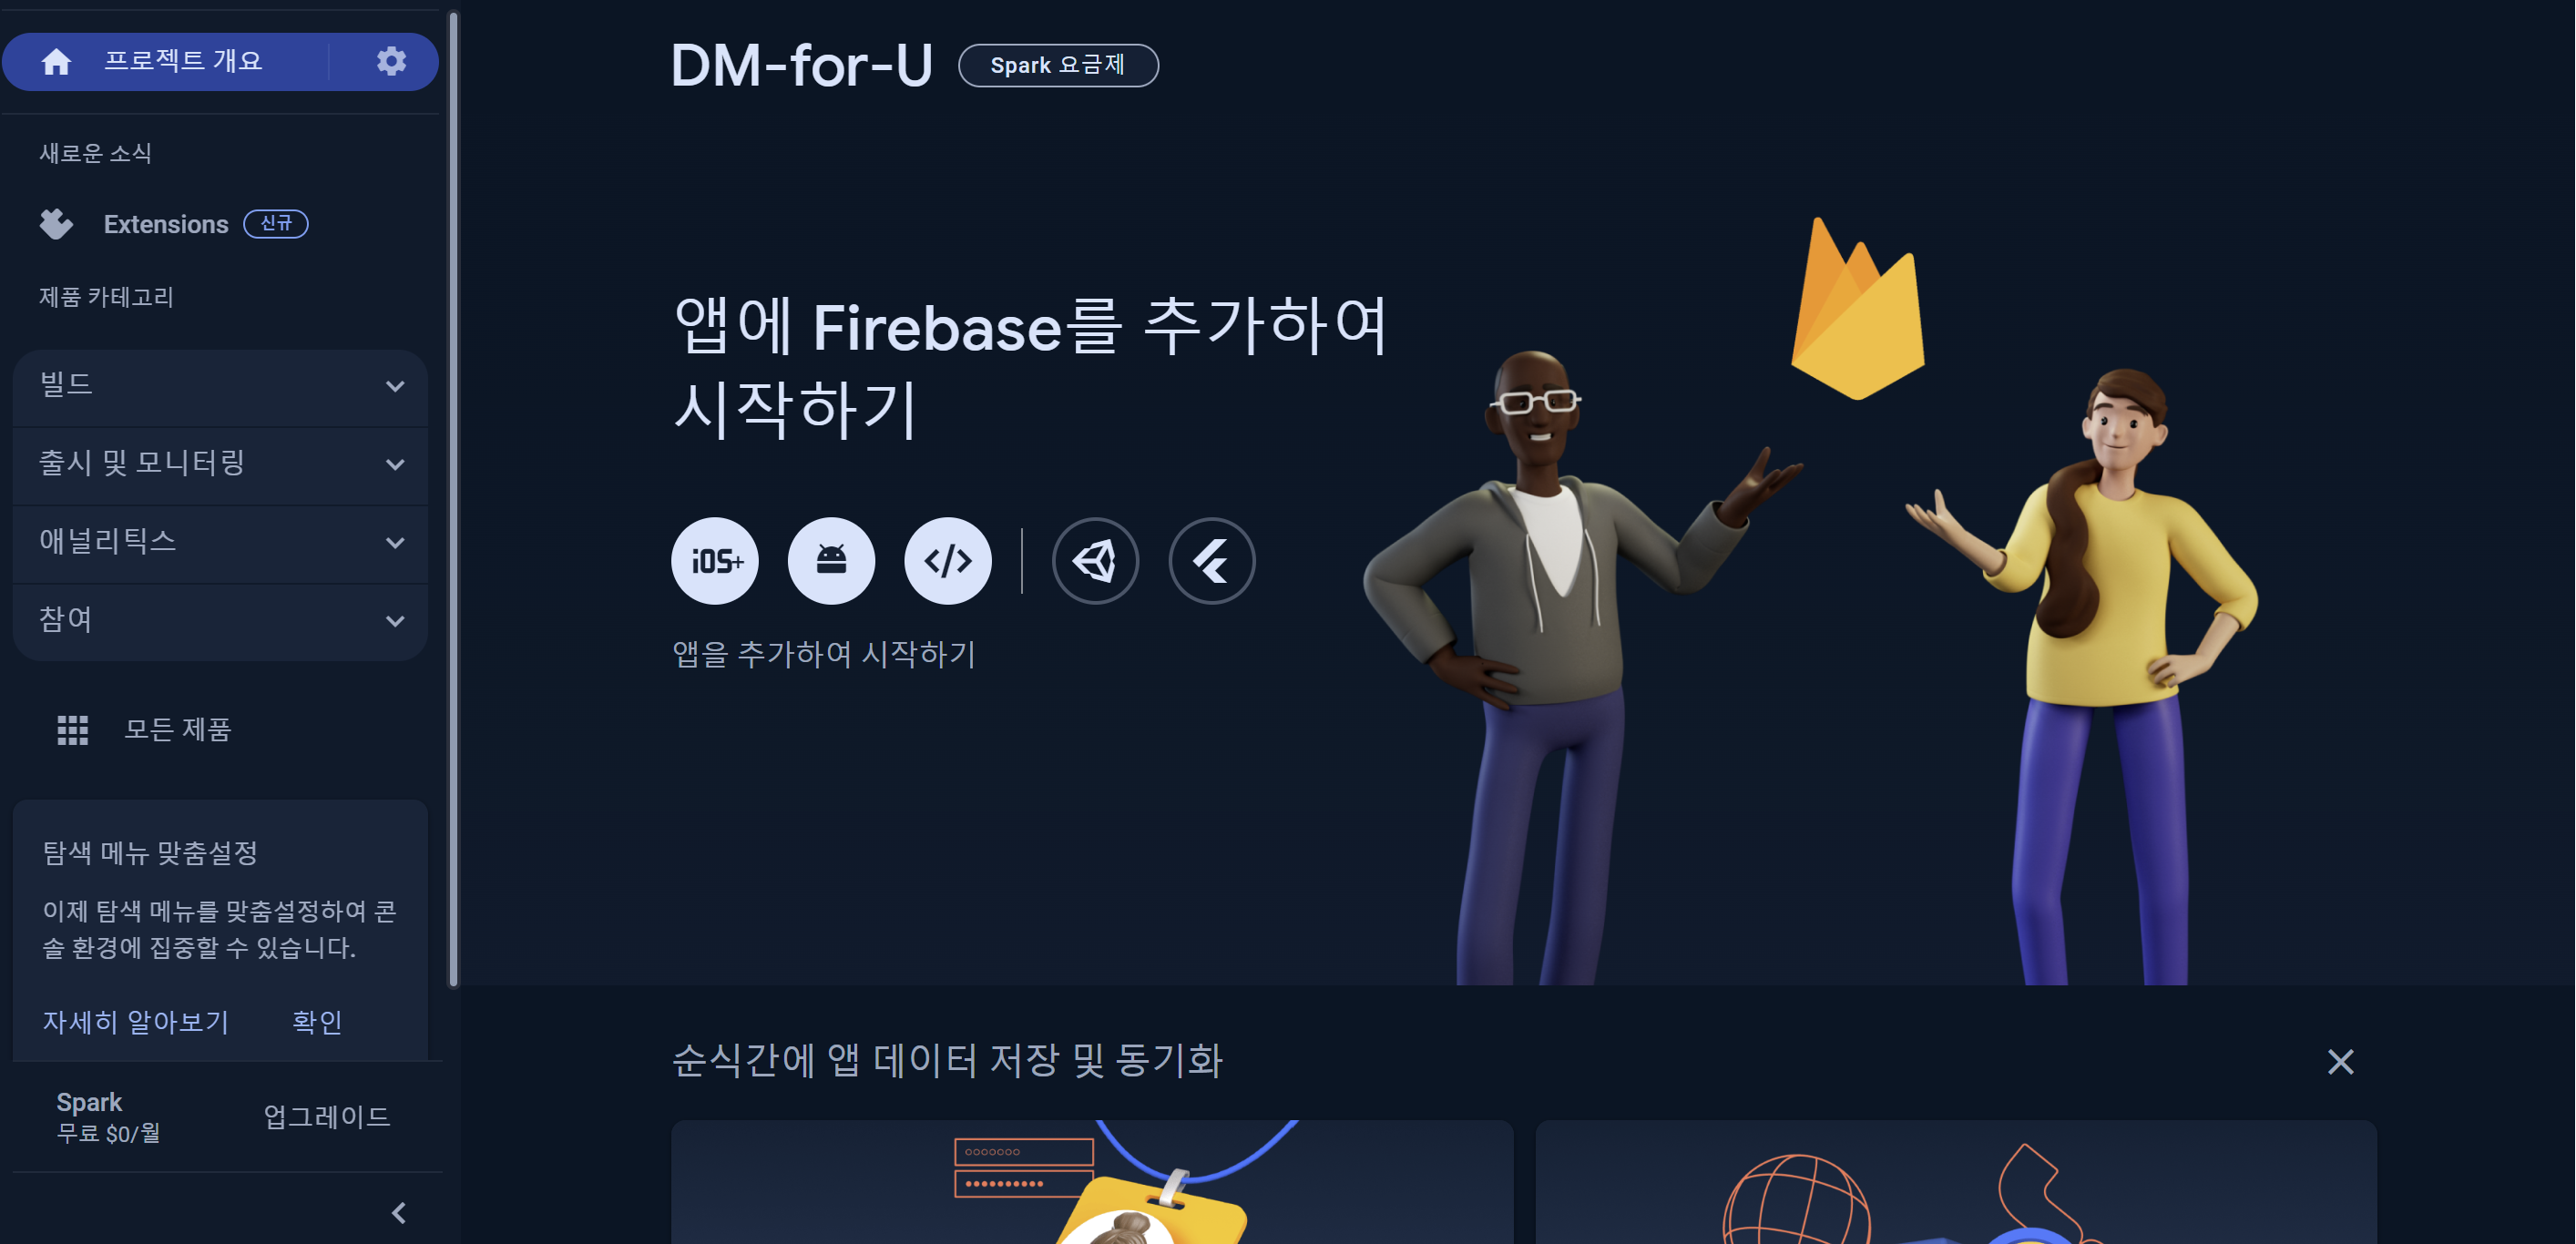 프로젝트 개요
새로운 소식
Extensions 신규
제품 카테고리
빌드
출시 및 모니터링
애널리틱스
참여
모든 제품
탐색 메뉴 맞춤설정
이제 탐색 메뉴를 맞춤설정하여 콘
솔 환경에 집중할 수 있습니다.
자세히 알아보기 확인
Spark
무료 $0/월
업그레이드
DM-for-U Spark 요금제
앱에 Firebase를 추가하여
시작하기
iOS+
앱을 추가하여 시작하기
순식간에 앱 데이터 저장 및 동기화